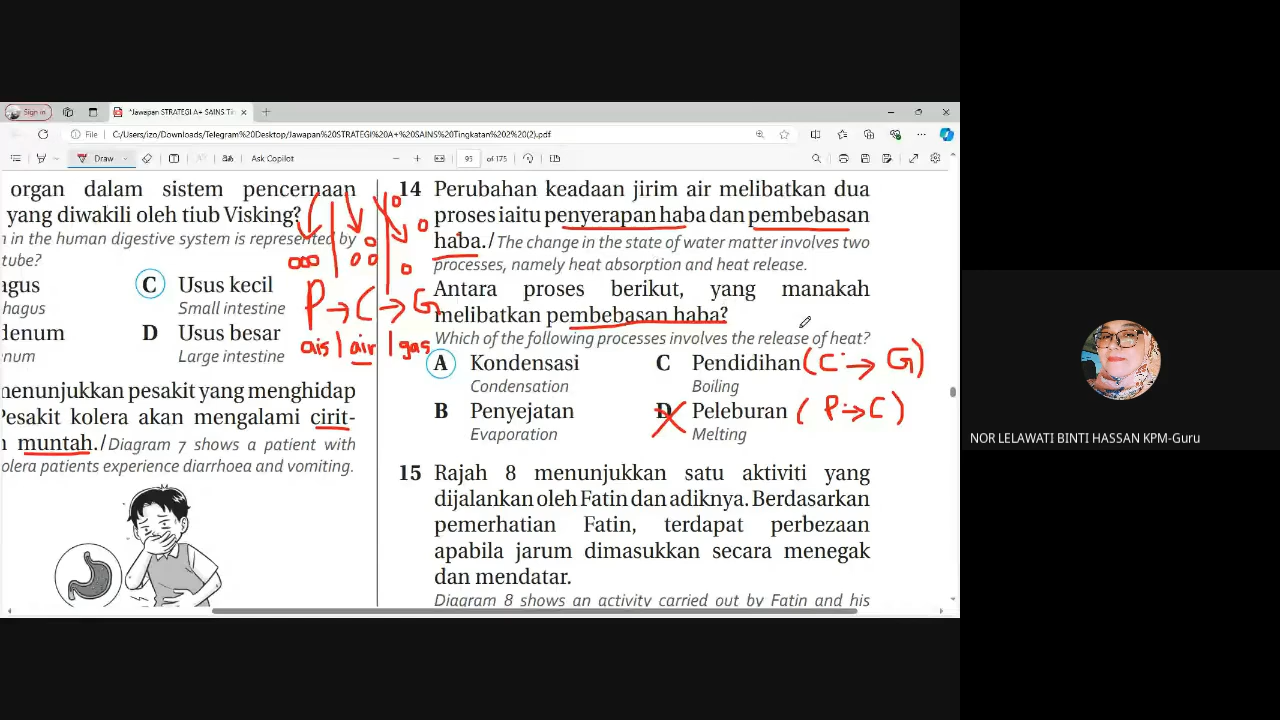 Sign in
*Jawapan STRATEGI A+ SAINS Tin
File
C:/Users/izo/Downloads/Telegram%20Desktop/Jawapan%20STRATEGI%20A+%20SAINS%20Tingkatan%202%20(2).pdf
Draw
Ask Copilot
93 of 175
organ dalam sistem pencernaan
yang diwakili oleh tiub Visking?
n in the human digestive system is represented by
tube?
agus
C Usus kecil
hagus
Small intestine
denum
D Usus besar
num
Large intestine
menunjukkan pesakit yang menghidap
Pesakit kolera akan mengalami cirit-
n muntah./Diagram 7 shows a patient with
olera patients experience diarrhoea and vomiting.
P → C → G
ais | air | gas
14 Perubahan keadaan jirim air melibatkan dua
proses iaitu penyerapan haba dan pembebasan
haba./The change in the state of water matter involves two
processes, namely heat absorption and heat release.
Antara proses berikut, yang manakah
melibatkan pembebasan haba?
Which of the following processes involves the release of heat?
A Kondensasi
Condensation
C Pendidihan (C → G)
Boiling
B Penyejatan
Evaporation
D Peleburan (P → C)
Melting
15 Rajah 8 menunjukkan satu aktiviti yang
dijalankan oleh Fatin dan adiknya. Berdasarkan
pemerhatian Fatin, terdapat perbezaan
apabila jarum dimasukkan secara menegak
dan mendatar.
Diagram 8 shows an activity carried out by Fatin and his
NOR LELAWATI BINTI HASSAN KPM-Guru